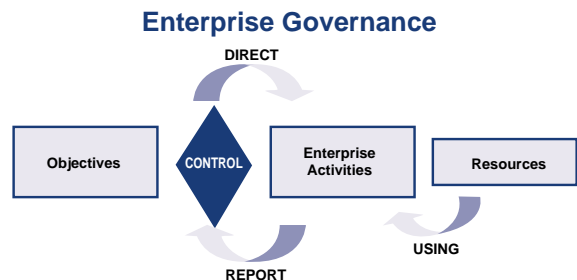 Enterprise Governance
DIRECT
Objectives
CONTROL
Enterprise
Activities
Resources
USING
REPORT